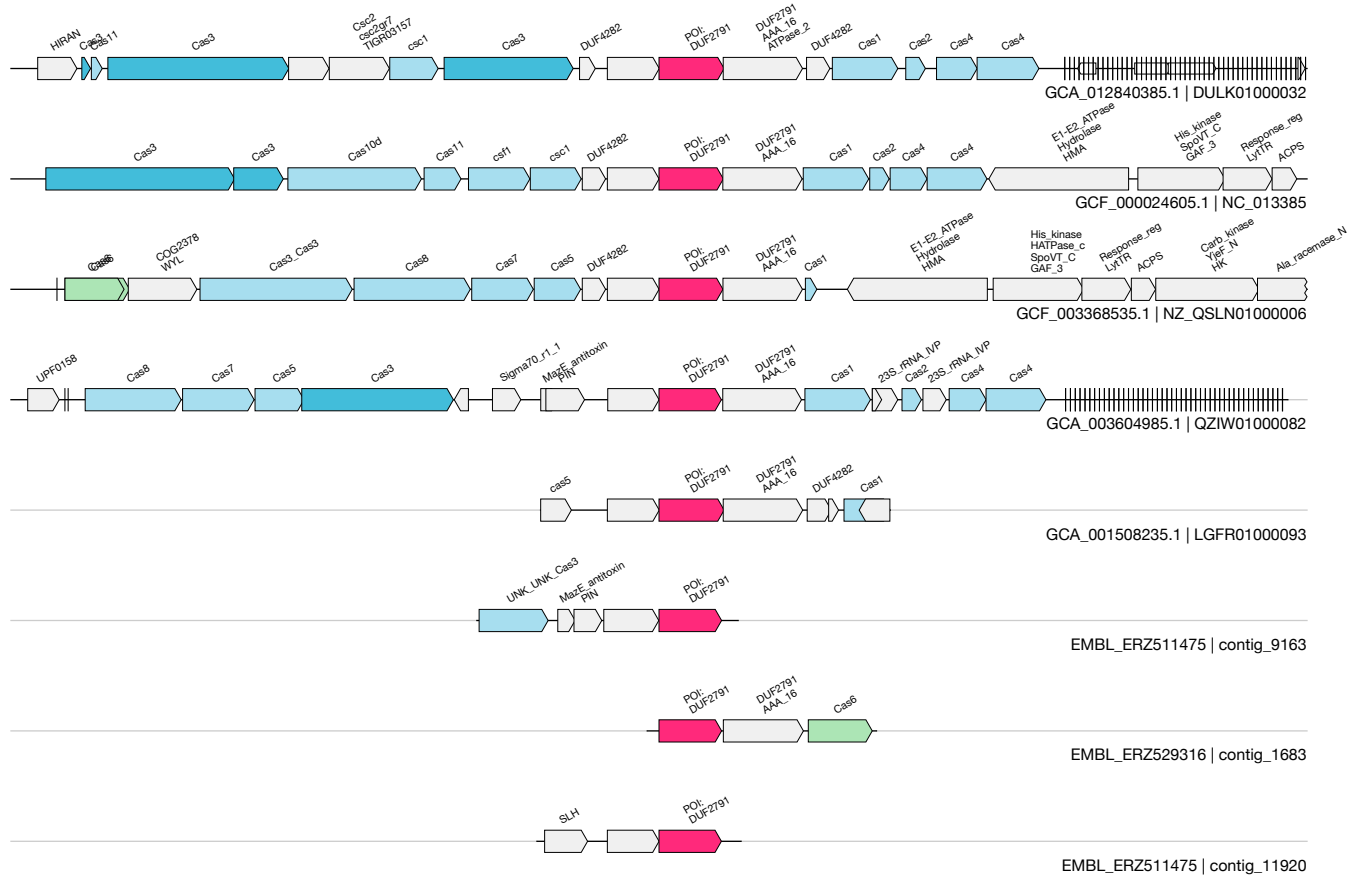 HIRAN
Cas3
Cas11
Cas3
Csc2
csc2gr7
TIGR03157
csc1
Cas3
DUF4282
POI:
DUF2791
DUF2791
AAA_16
ATPase_2
DUF4282
Cas1
Cas2
Cas4
Cas4
GCA_012840385.1 | DULK01000032
Cas3
Cas3
Cas10d
Cas11
csf1
csc1
DUF4282
POI:
DUF2791
DUF2791
AAA_16
Cas1
Cas2
Cas4
Cas4
E1-E2_ATPase
Hydrolase
HMA
His_kinase
SpoVT_C
GAF_3
Response_reg
LytTR
ACPS
GCF_000024605.1 | NC_013385
COG2378
WYL
Cas3_Cas3
Cas8
Cas7
Cas5
DUF4282
POI:
DUF2791
DUF2791
AAA_16
Cas1
E1-E2_ATPase
Hydrolase
HMA
His_kinase
HATPase_c
SpoVT_C
GAF_3
Response_reg
LytTR
ACPS
Carb_kinase
YjeF_N
HK
Ala_racemase_N
GCF_003368535.1 | NZ_QSLN01000006
UPF0158
Cas8
Cas7
Cas5
Cas3
Sigma70_r1_1
MazE_antitoxin
PIN
POI:
DUF2791
DUF2791
AAA_16
Cas1
23S_rRNA_IVP
Cas2
23S_rRNA_IVP
Cas4
Cas4
GCA_003604985.1 | QZIW01000082
cas5
POI:
DUF2791
DUF2791
AAA_16
DUF4282
Cas1
GCA_001508235.1 | LGFR01000093
UNK_UNK_Cas3
MazE_antitoxin
PIN
POI:
DUF2791
EMBL_ERZ511475 | contig_9163
POI:
DUF2791
DUF2791
AAA_16
Cas6
EMBL_ERZ529316 | contig_1683
SLH
POI:
DUF2791
EMBL_ERZ511475 | contig_11920